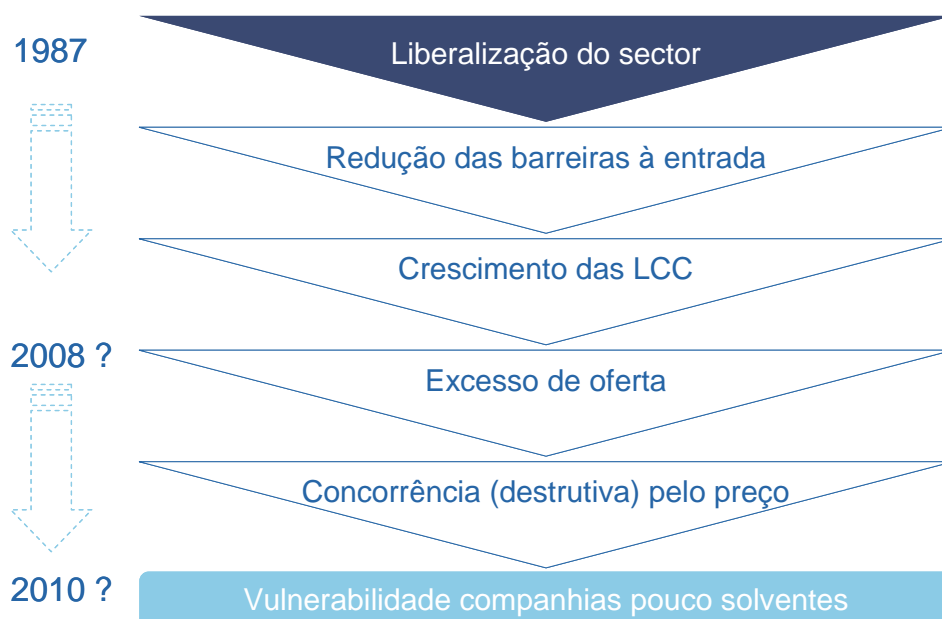 1987
Liberalização do sector
Redução das barreiras à entrada
Crescimento das LCC
2008 ?
Excesso de oferta
Concorrência (destrutiva) pelo preço
2010 ?
Vulnerabilidade companhias pouco solventes